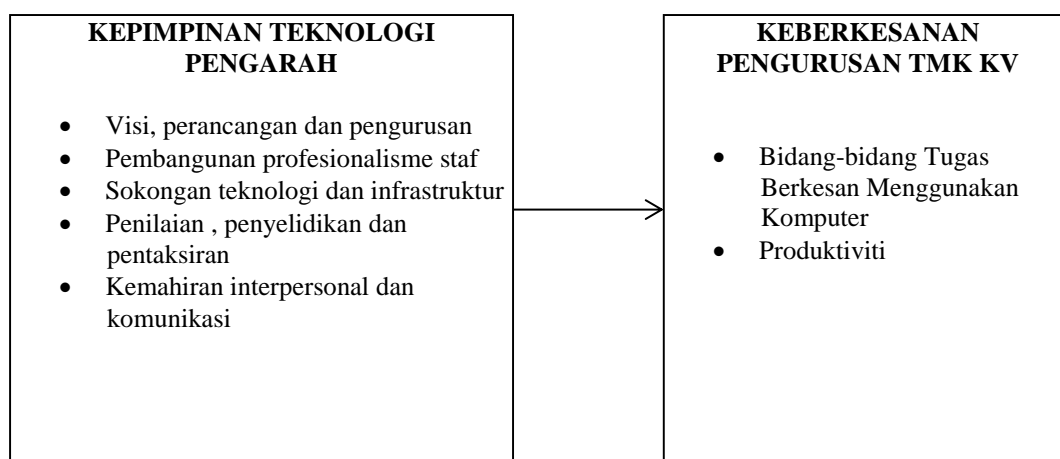 KEPIMPINAN TEKNOLOGI
PENGARAH
• Visi, perancangan dan pengurusan
• Pembangunan profesionalisme staf
• Sokongan teknologi dan infrastruktur
• Penilaian , penyelidikan dan
pentaksiran
• Kemahiran interpersonal dan
komunikasi
KEBERKESANAN
PENGURUSAN TMK KV
• Bidang-bidang Tugas
Berkesan Menggunakan
Komputer
• Produktiviti